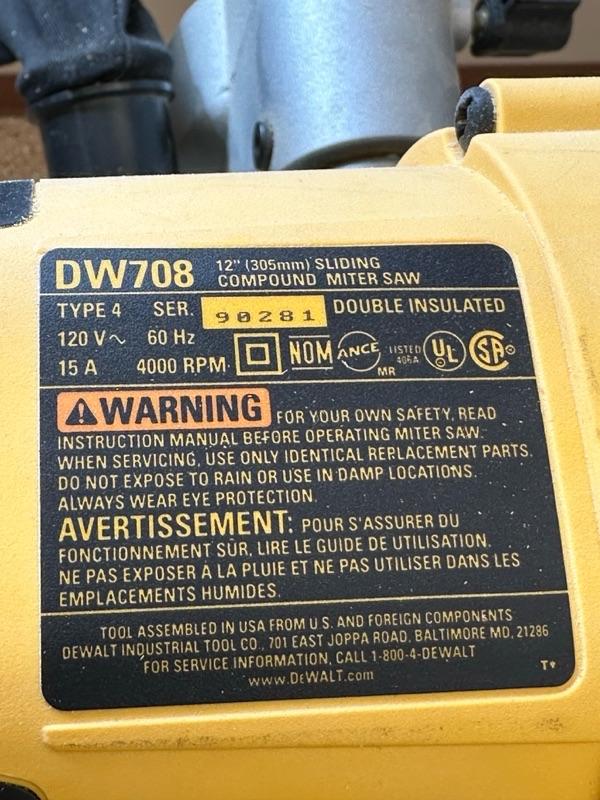 DW708 12" (305mm) SLIDING
COMPOUND MITER SAW
TYPE 4 SER. 90281 DOUBLE INSULATED
120 V~ 60 Hz
15 A 4000 RPM NOM ANCE LISTED 406A UL SA
MR
WARNING FOR YOUR OWN SAFETY, READ
INSTRUCTION MANUAL BEFORE OPERATING MITER SAW.
WHEN SERVICING, USE ONLY IDENTICAL REPLACEMENT PARTS.
DO NOT EXPOSE TO RAIN OR USE IN DAMP LOCATIONS.
ALWAYS WEAR EYE PROTECTION.
AVERTISSEMENT: POUR S'ASSURER DU
FONCTIONNEMENT SÛR, LIRE LE GUIDE DE UTILISATION.
NE PAS EXPOSER À LA PLUIE ET NE PAS UTILISER DANS LES
EMPLACEMENTS HUMIDES.
TOOL ASSEMBLED IN USA FROM U.S. AND FOREIGN COMPONENTS
DEWALT INDUSTRIAL TOOL CO., 701 EAST JOPPA ROAD, BALTIMORE MD, 21286
FOR SERVICE INFORMATION, CALL 1-800-4-DEWALT
www.DeWALT.com